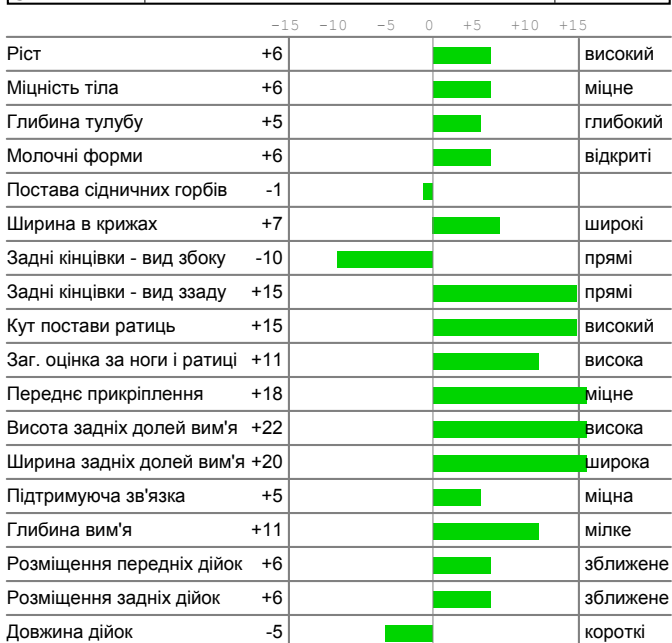 -15 -10 -5 0 +5 +10 +15
Ріст +6 високий
Міцність тіла +6 міцне
Глибина тулубу +5 глибокий
Молочні форми +6 відкриті
Постава сідничних горбів -1
Ширина в крижах +7 широкі
Задні кінцівки - вид збоку -10 прямі
Задні кінцівки - вид ззаду +15 прямі
Кут постави ратиць +15 високий
Заг. оцінка за ноги і ратиці +11 висока
Переднє прикріплення +18 міцне
Висота задніх долей вим'я +22 висока
Ширина задніх долей вим'я +20 широка
Підтримуюча зв'язка +5 міцна
Глибина вим'я +11 мілке
Розміщення передніх дійок +6 зближене
Розміщення задніх дійок +6 зближене
Довжина дійок -5 короткі